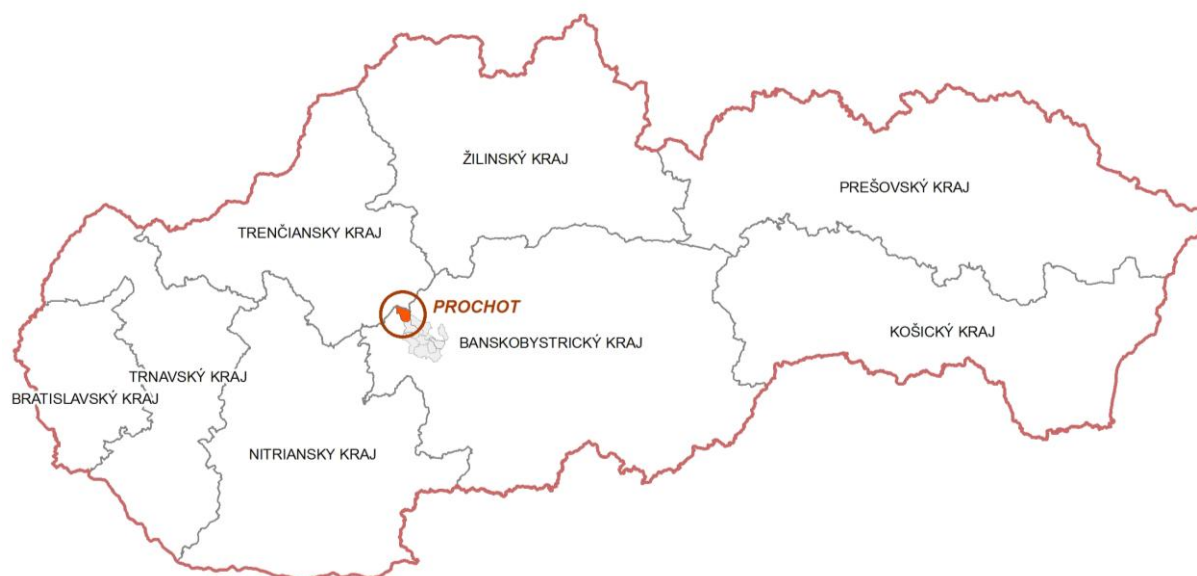 ŽILINSKÝ KRAJ
PREŠOVSKÝ KRAJ
TRENČIANSKY KRAJ
PROCHOT
KOŠICKÝ KRAJ
BANSKOBYSTRICKÝ KRAJ
TRNAVSKÝ KRAJ
BRATISLAVSKÝ KRAJ
NITRIANSKY KRAJ